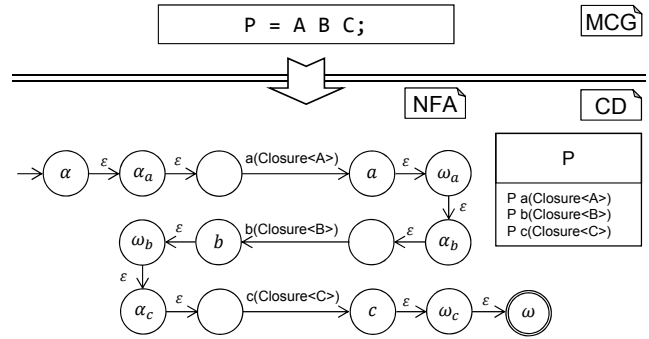 P = A B C;
MCG
NFA
CD
α
ε
α_a
ε
a(Closure<A>)
a
ε
ω_a
ε
ω_b
ε
b
b(Closure<B>)
ε
α_b
ε
α_c
ε
c(Closure<C>)
c
ε
ω_c
ε
ω
P
P a(Closure<A>)
P b(Closure<B>)
P c(Closure<C>)